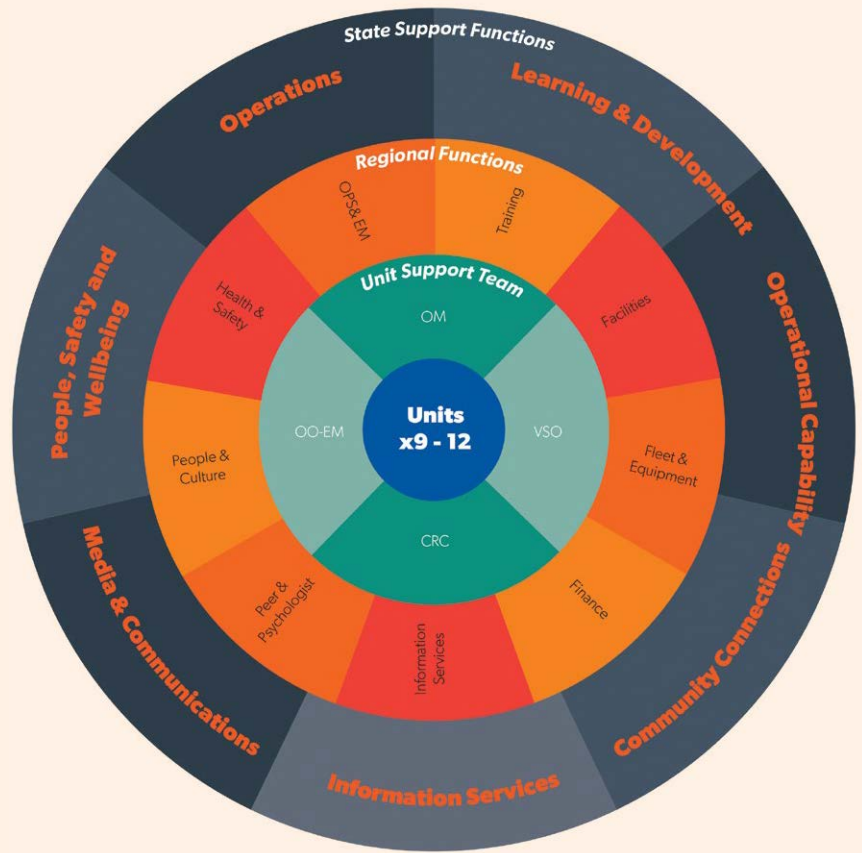 State Support Functions
Operations
Learning & Development
Operational Capability
Community Connections
Information Services
Media & Communications
People, Safety and
Wellbeing
Regional Functions
OPS& EM
Training
Facilities
Fleet &
Equipment
Finance
Information
Services
Peer &
Psychologist
People &
Culture
Health &
Safety
Unit Support Team
OM
VSO
CRC
OO-EM
Units
x9 - 12